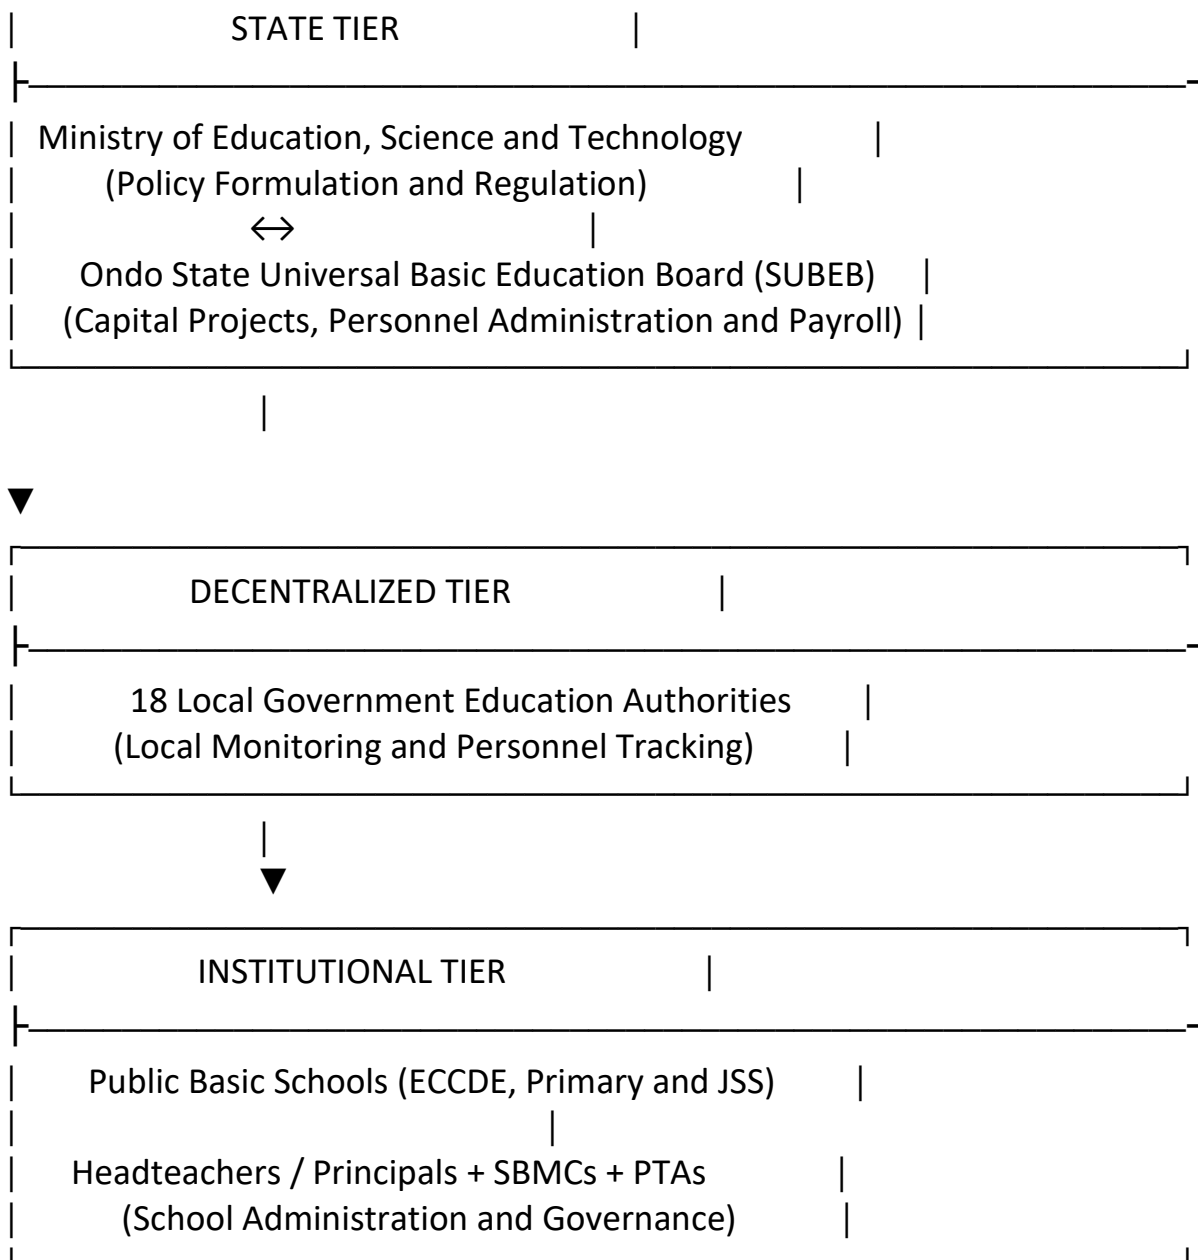 STATE TIER
Ministry of Education, Science and Technology
(Policy Formulation and Regulation)
↔
Ondo State Universal Basic Education Board (SUBEB)
(Capital Projects, Personnel Administration and Payroll)
▼
DECENTRALIZED TIER
18 Local Government Education Authorities
(Local Monitoring and Personnel Tracking)
▼
INSTITUTIONAL TIER
Public Basic Schools (ECCDE, Primary and JSS)
Headteachers / Principals + SBMCs + PTAs
(School Administration and Governance)